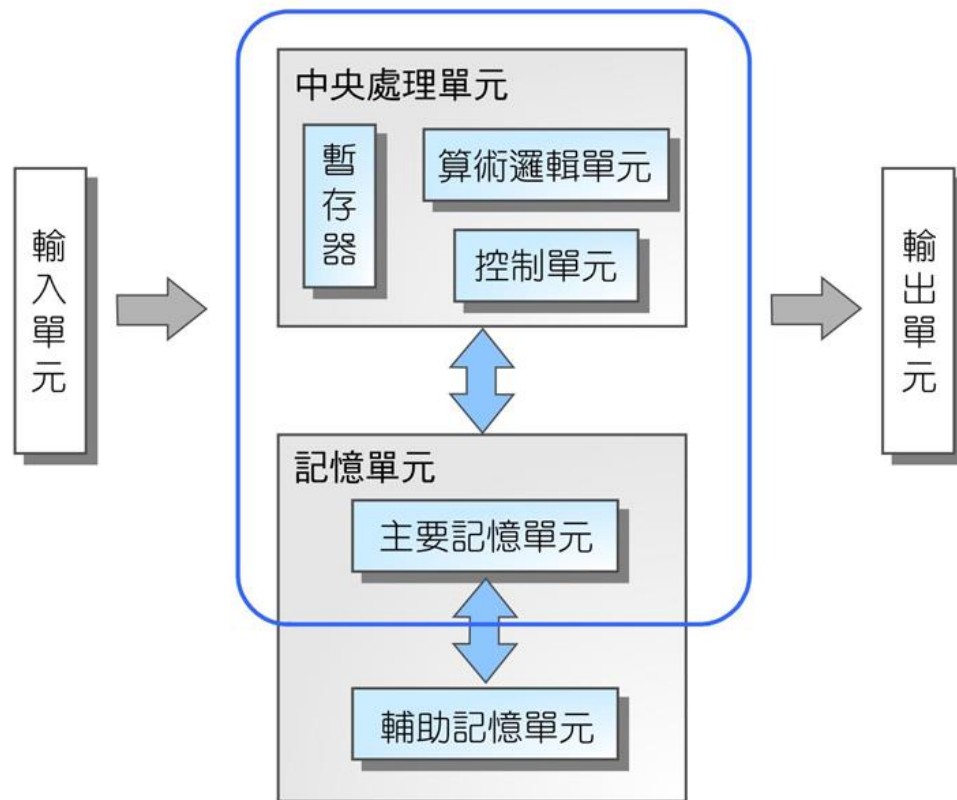 中央處理單元
暫存器
算術邏輯單元
控制單元
輸入單元
輸出單元
記憶單元
主要記憶單元
輔助記憶單元